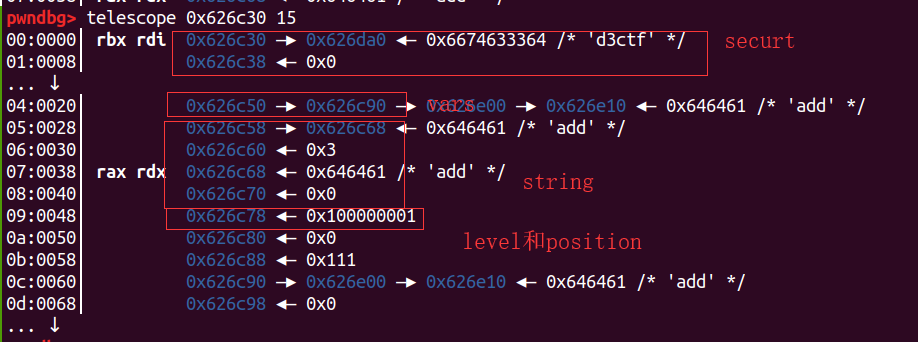 pwndbg> telescope 0x626c30 15
00:0000│ rbx rdi 0x626c30 —▸ 0x626da0 ◂— 0x6674633364 /* 'd3ctf' */ securt
01:0008│ 0x626c38 ◂— 0x0
... ↓
04:0020│ 0x626c50 —▸ 0x626c90 —▸ 0x626e00 —▸ 0x626e10 ◂— 0x646461 /* 'add' */
05:0028│ 0x626c58 —▸ 0x626c68 ◂— 0x646461 /* 'add' */
06:0030│ 0x626c60 ◂— 0x3
07:0038│ rax rdx 0x626c68 ◂— 0x646461 /* 'add' */
string
08:0040│ 0x626c70 ◂— 0x0
09:0048│ 0x626c78 ◂— 0x100000001
level和position
0a:0050│ 0x626c80 ◂— 0x0
0b:0058│ 0x626c88 ◂— 0x111
0c:0060│ 0x626c90 —▸ 0x626e00 —▸ 0x626e10 ◂— 0x646461 /* 'add' */
0d:0068│ 0x626c98 ◂— 0x0
... ↓